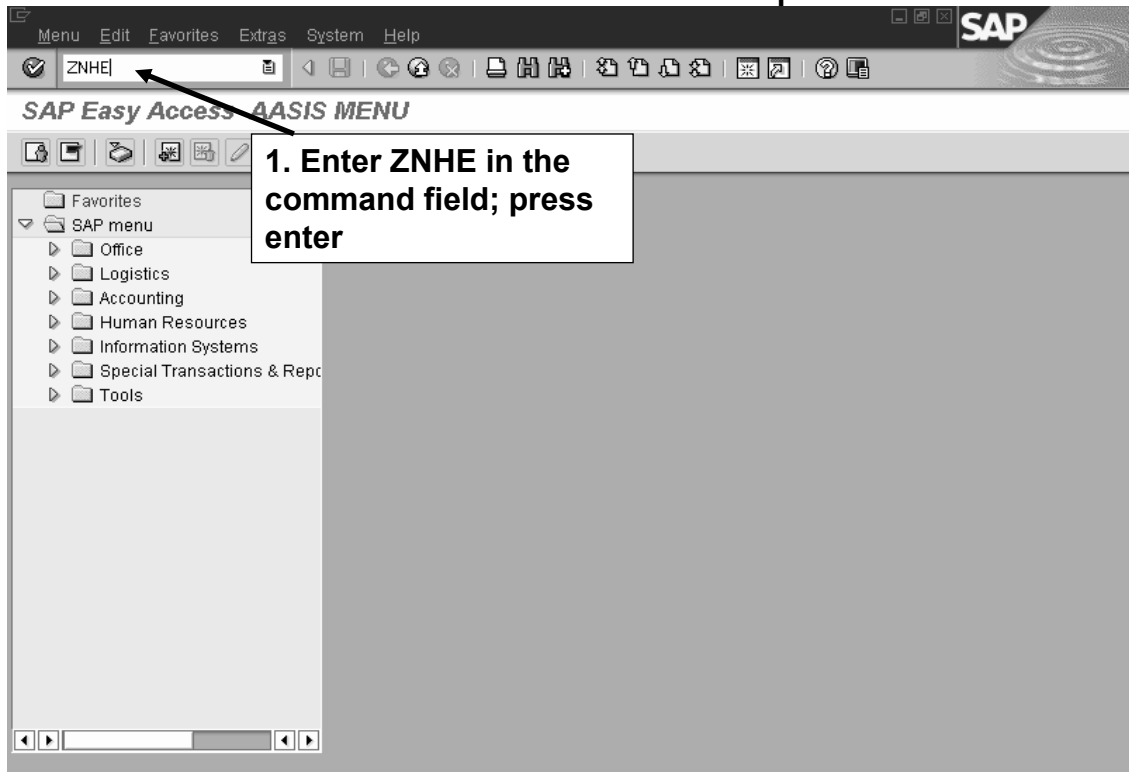 Menu Edit Favorites Extras System Help
SAP
ZNHE
SAP Easy Access AASIS MENU
1. Enter ZNHE in the
command field; press
enter
Favorites
SAP menu
Office
Logistics
Accounting
Human Resources
Information Systems
Special Transactions & Repo
Tools